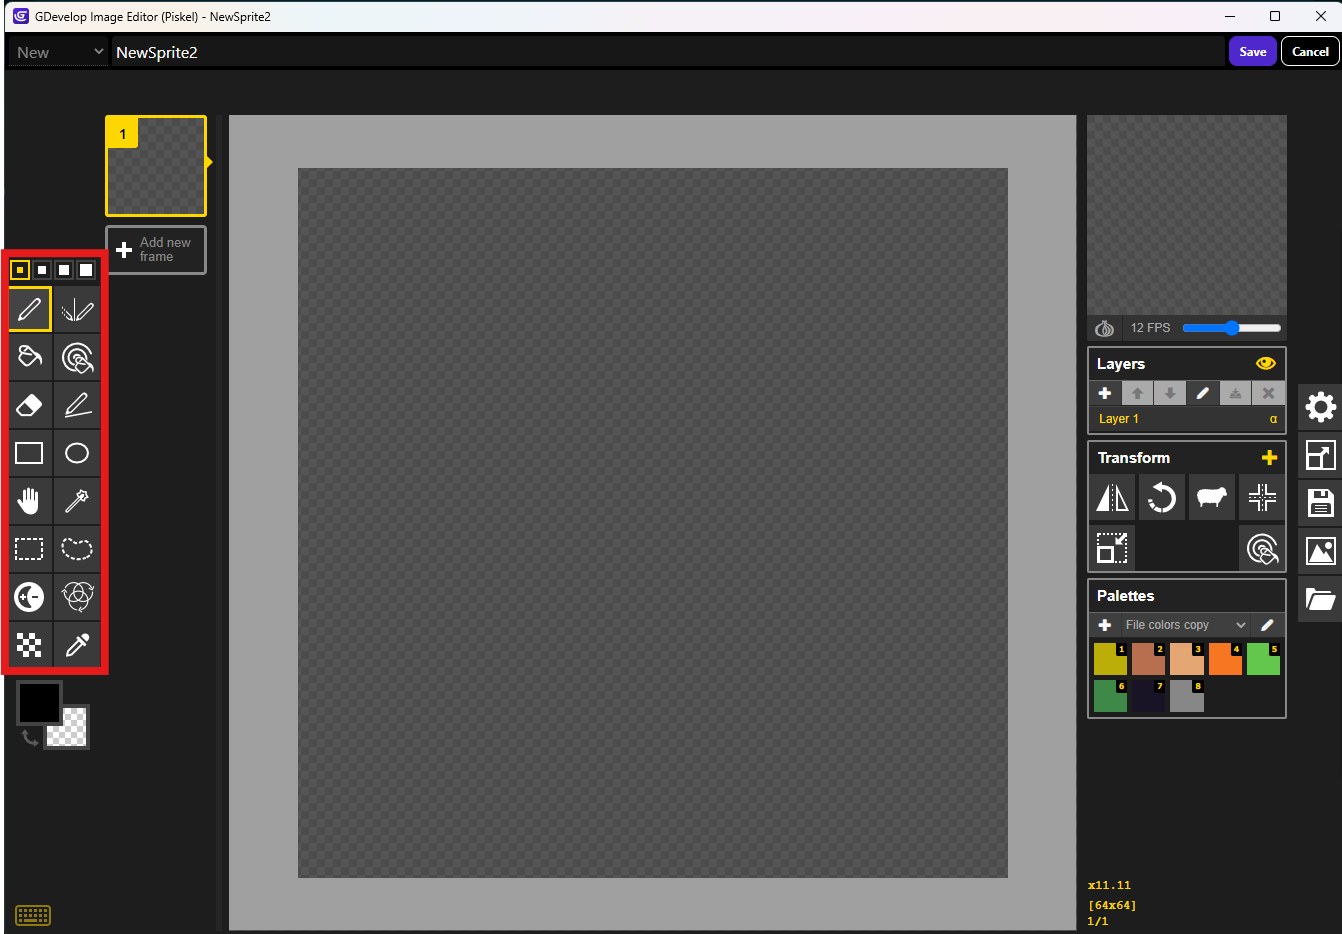 GDevelop Image Editor (Piskel) - NewSprite2
New
NewSprite2
Save
Cancel
1
Add new
frame
12 FPS
Layers
Layer 1
α
Transform
Palettes
File colors copy
1
2
3
4
5
6
7
8
x11.11
[64x64]
1/1